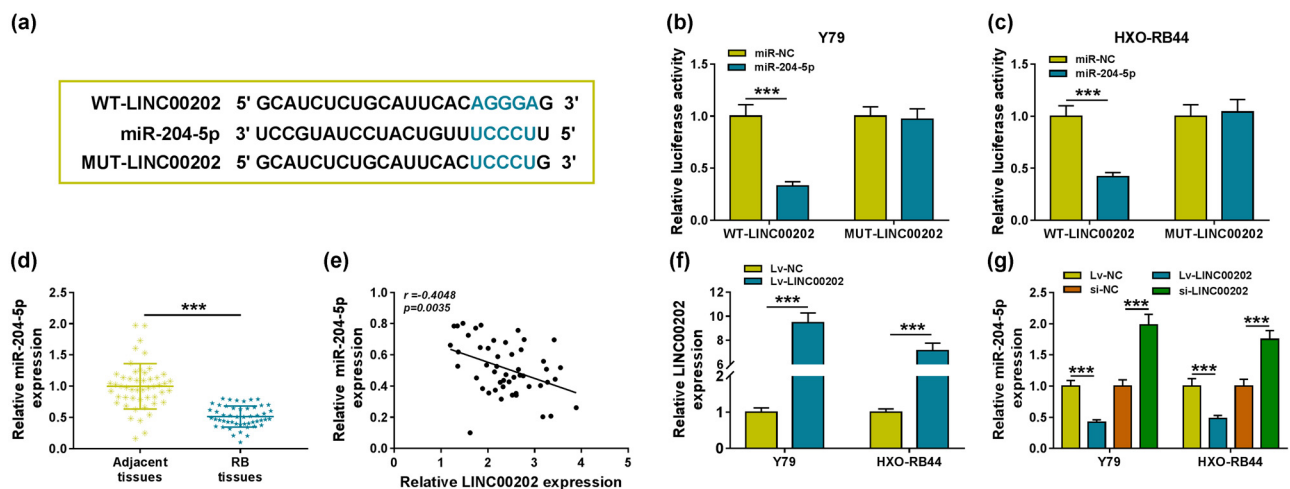 (a)
WT-LINC00202 5' GCAUCUCUGCAUUCACAGGGAG 3'
miR-204-5p 3' UCCGUAUCCUACUGUUUCCCUU 5'
MUT-LINC00202 5' GCAUCUCUGCAUUCACUCCCUG 3'
(b)
Y79
miR-NC
miR-204-5p
Relative luciferase activity
1.5
1.0
0.5
0.0
***
WT-LINC00202 MUT-LINC00202
(c)
HXO-RB44
miR-NC
miR-204-5p
Relative luciferase activity
1.5
1.0
0.5
0.0
***
WT-LINC00202 MUT-LINC00202
(d)
Relative miR-204-5p
expression
2.5
2.0
1.5
1.0
0.5
0.0
***
Adjacent
tissues
RB
tissues
(e)
r =-0.4048
p=0.0035
Relative miR-204-5p
expression
1.0
0.8
0.6
0.4
0.2
0.0
0 1 2 3 4 5
Relative LINC00202 expression
(f)
Lv-NC
Lv-LINC00202
Relative LINC00202
expression
12
10
8
6
2
1
0
***
***
Y79 HXO-RB44
(g)
Lv-NC Lv-LINC00202
si-NC si-LINC00202
Relative miR-204-5p
expression
2.5
2.0
1.5
1.0
0.5
0.0
***
***
***
***
Y79 HXO-RB44